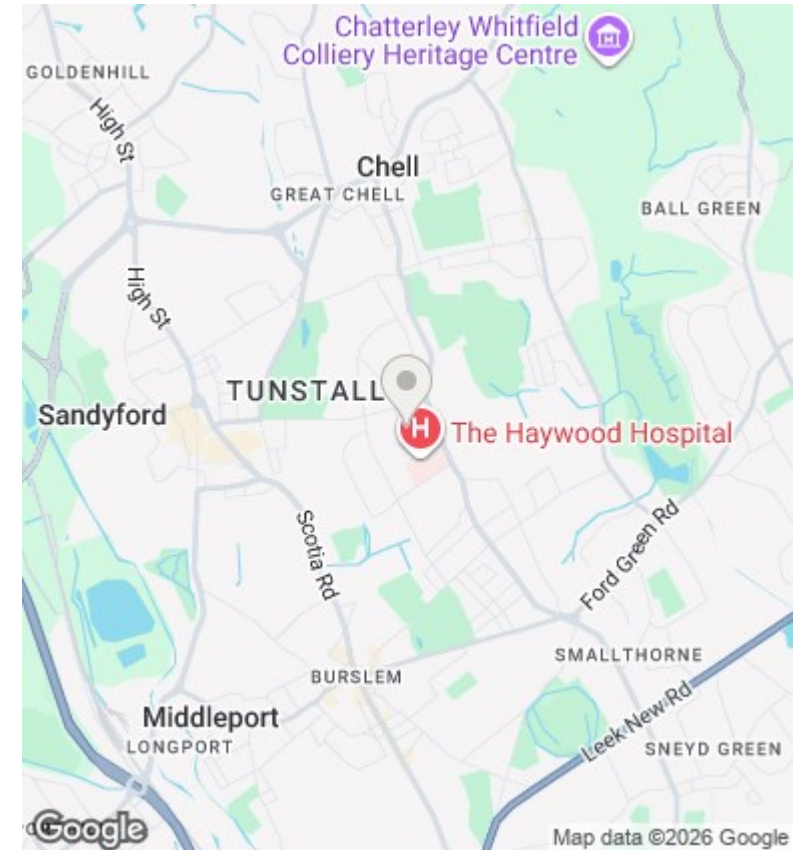 Chatterley Whitfield
Colliery Heritage Centre
GOLDENHILL
High St
Chell
GREAT CHELL
BALL GREEN
High St
TUNSTALL
Sandyford
H The Haywood Hospital
Scotia Rd
Ford Green Rd
SMALLTHORNE
BURSLEM
Leek New Rd
Middleport
LONGPORT
SNEYD GREEN
Google
Map data ©2026 Google